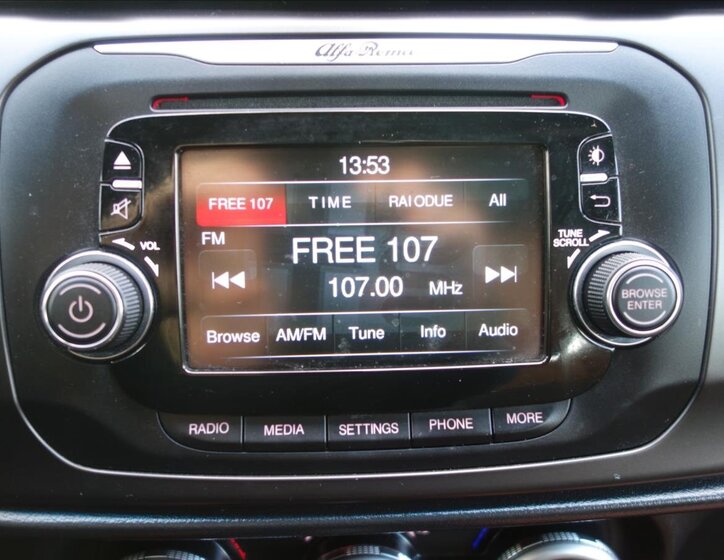 Alfa Romeo
13:53
FREE 107 TIME RAI ODUE All
FM
FREE 107
107.00 MHz
Browse AM/FM Tune Info Audio
VOL
TUNE
SCROLL
BROWSE
ENTER
RADIO MEDIA SETTINGS PHONE MORE